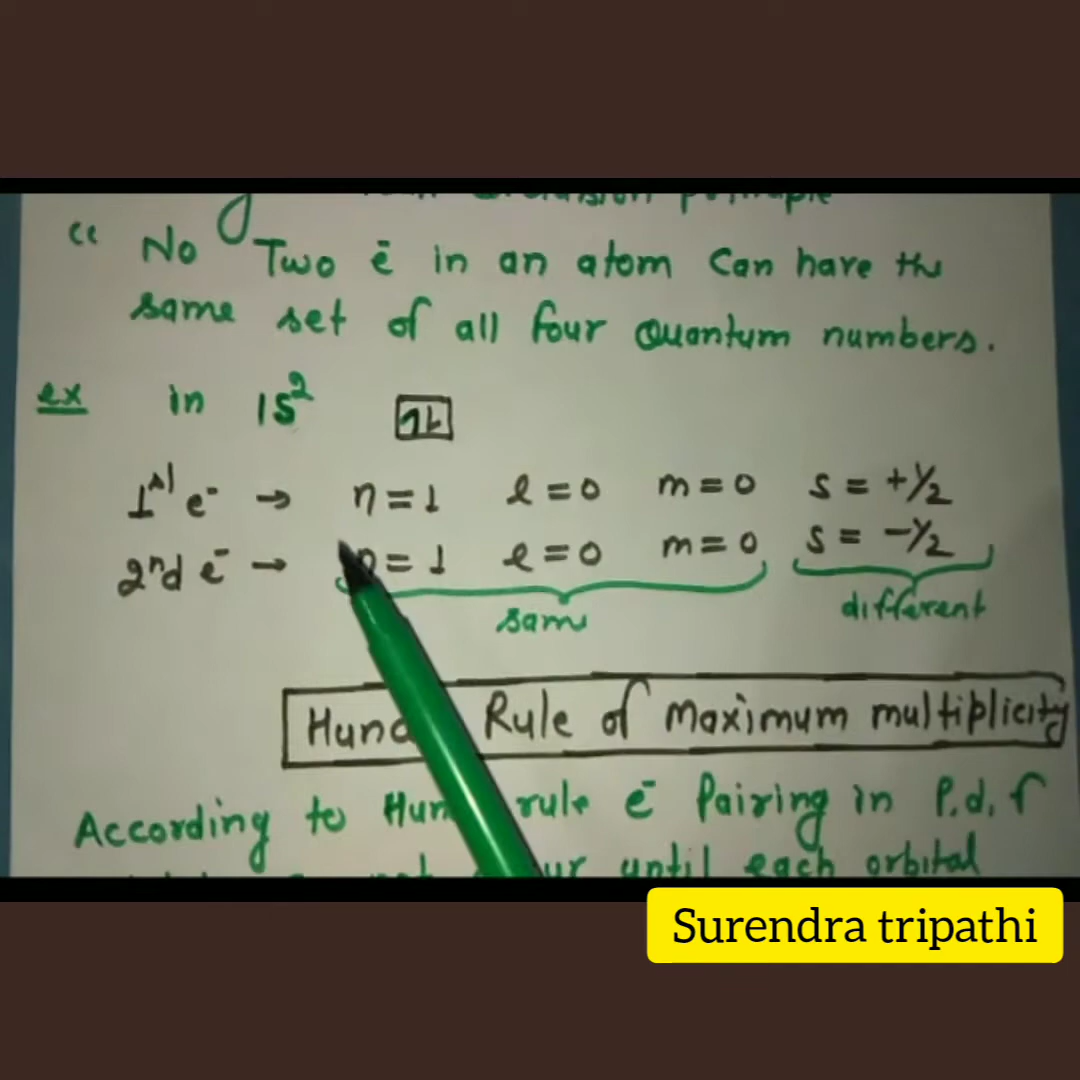 “ No Two ē in an atom Can have the
same set of all four Quantum numbers.
ex in 1S² ↑↓
1st e⁻ → n=1 l=0 m=0 s=+1/2
2nd ē → n=1 l=0 m=0 s=-1/2
same different
Rule of Maximum multiplicity
According to rule ē Pairing in P.d.f
until each orbital
Surendra tripathi